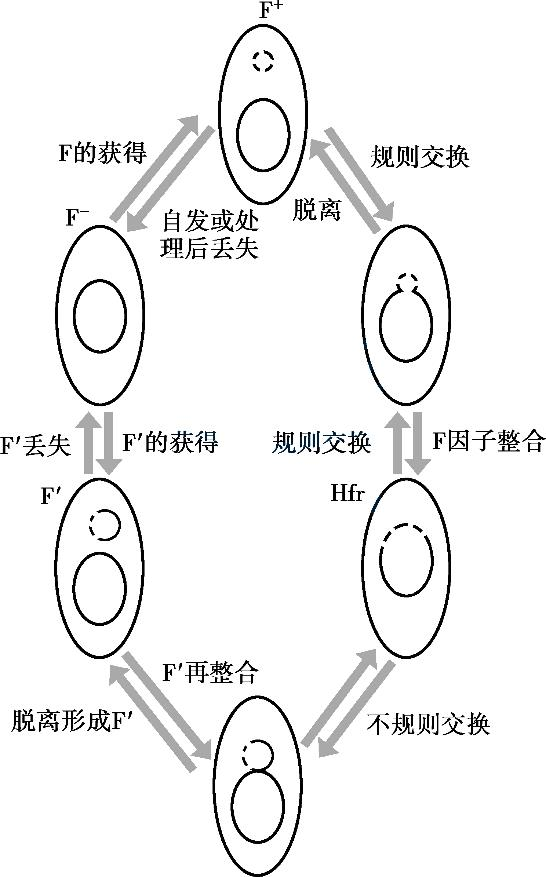 F⁺
F的获得
规则交换
F⁻
自发或处
理后丢失
脱离
F′丢失
F′的获得
规则交换
F因子整合
F′
Hfr
F′再整合
脱离形成F′
不规则交换